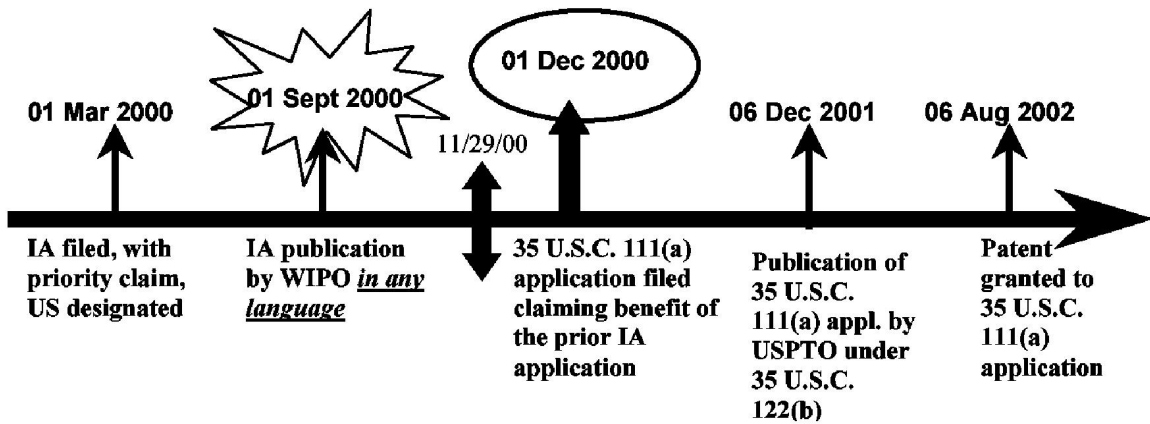 01 Mar 2000
01 Sept 2000
11/29/00
01 Dec 2000
06 Dec 2001
06 Aug 2002
IA filed, with
priority claim,
US designated
IA publication
by WIPO in any
language
35 U.S.C. 111(a)
application filed
claiming benefit of
the prior IA
application
Publication of
35 U.S.C.
111(a) appl. by
USPTO under
35 U.S.C.
122(b)
Patent
granted to
35 U.S.C.
111(a)
application